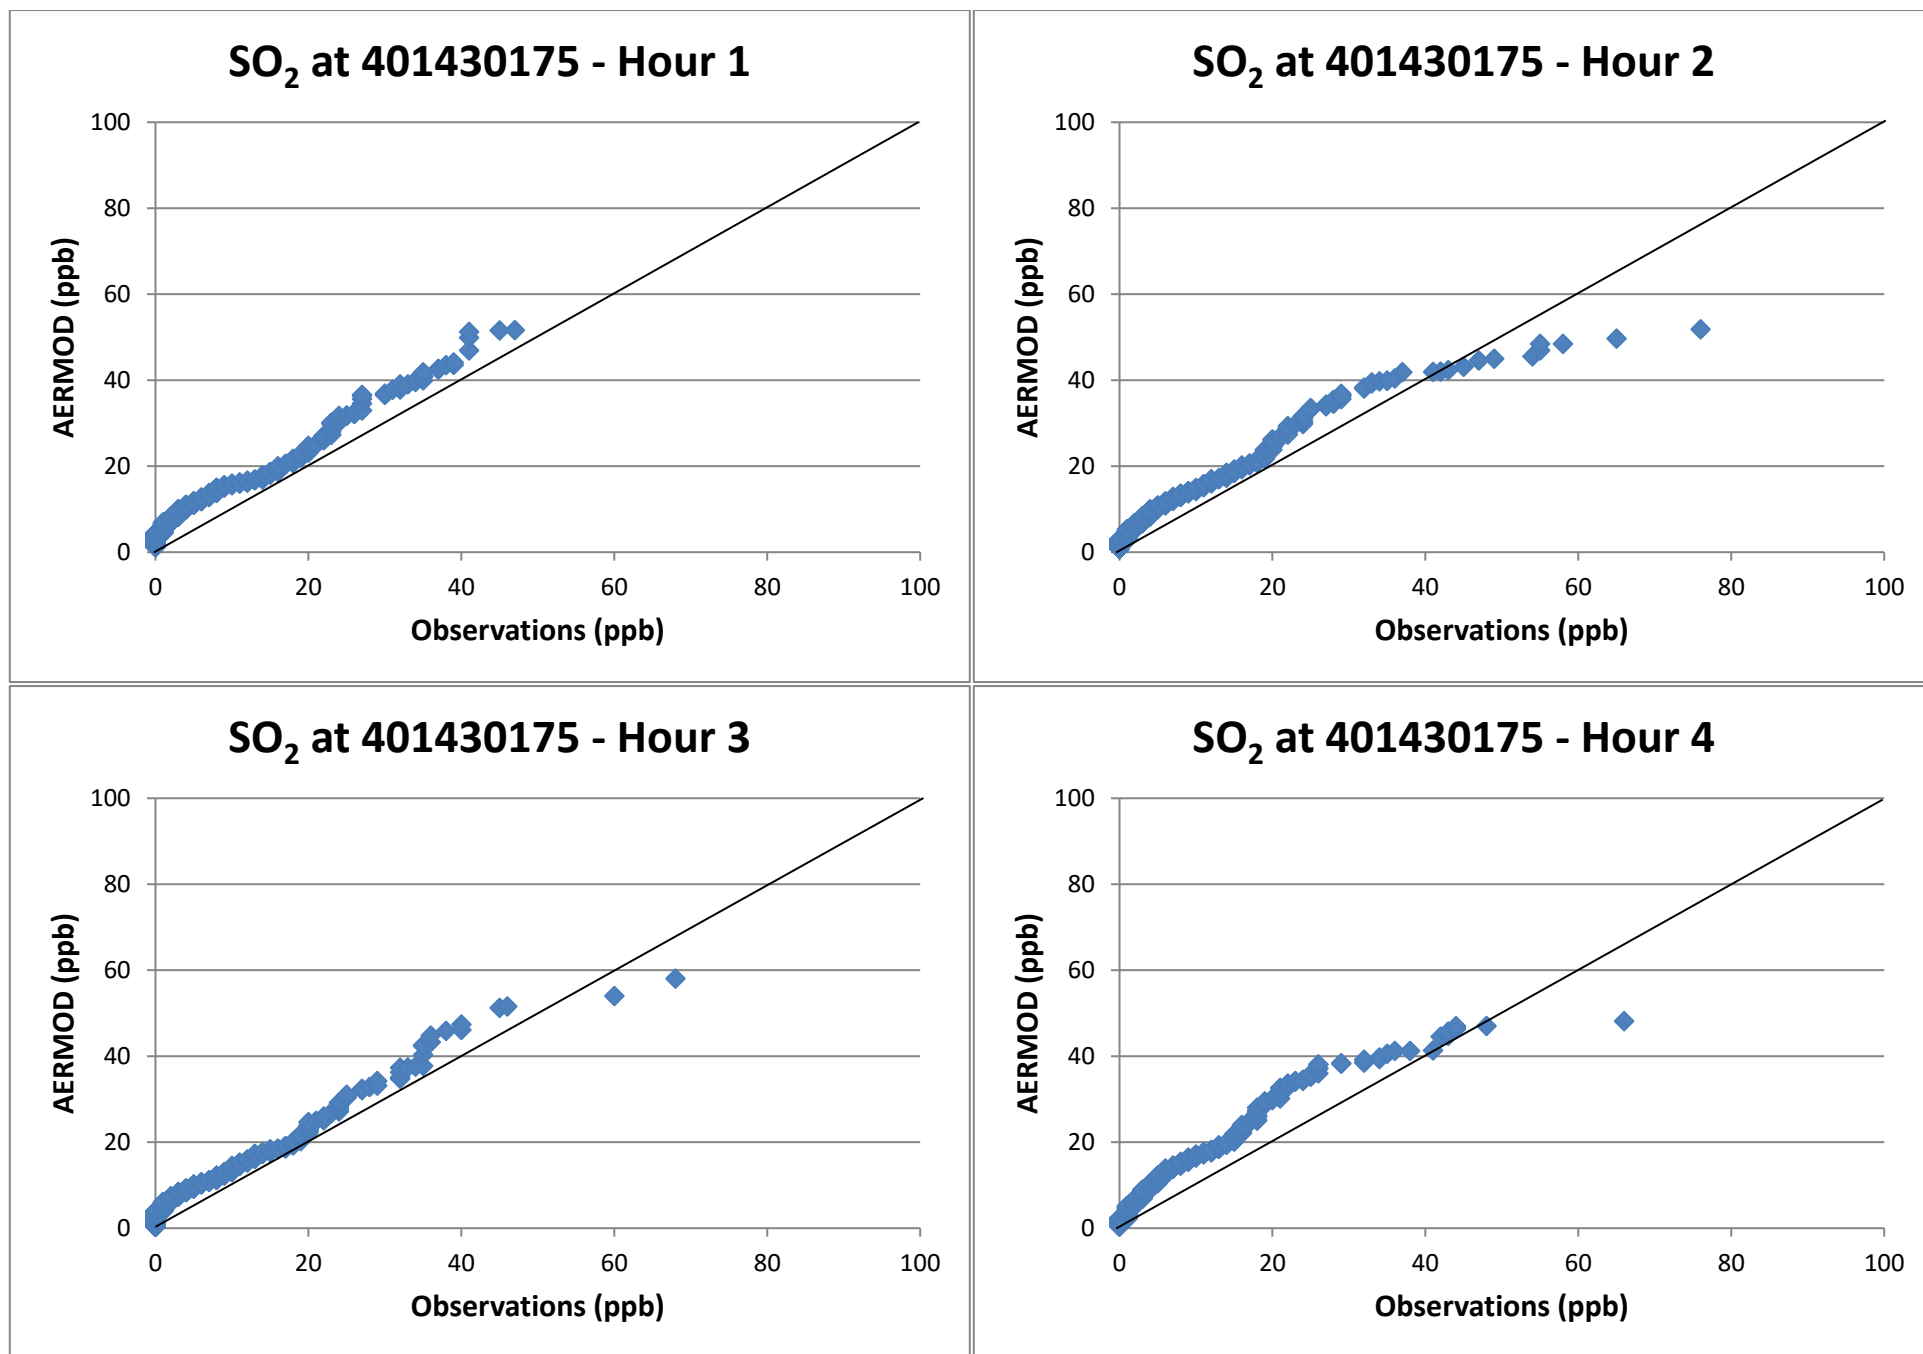 SO2 at 401430175 - Hour 1
100
80
60
40
20
0
AERMOD (ppb)
0 20 40 60 80 100
Observations (ppb)
SO2 at 401430175 - Hour 2
100
80
60
40
20
0
AERMOD (ppb)
0 20 40 60 80 100
Observations (ppb)
SO2 at 401430175 - Hour 3
100
80
60
40
20
0
AERMOD (ppb)
0 20 40 60 80 100
Observations (ppb)
SO2 at 401430175 - Hour 4
100
80
60
40
20
0
AERMOD (ppb)
0 20 40 60 80 100
Observations (ppb)